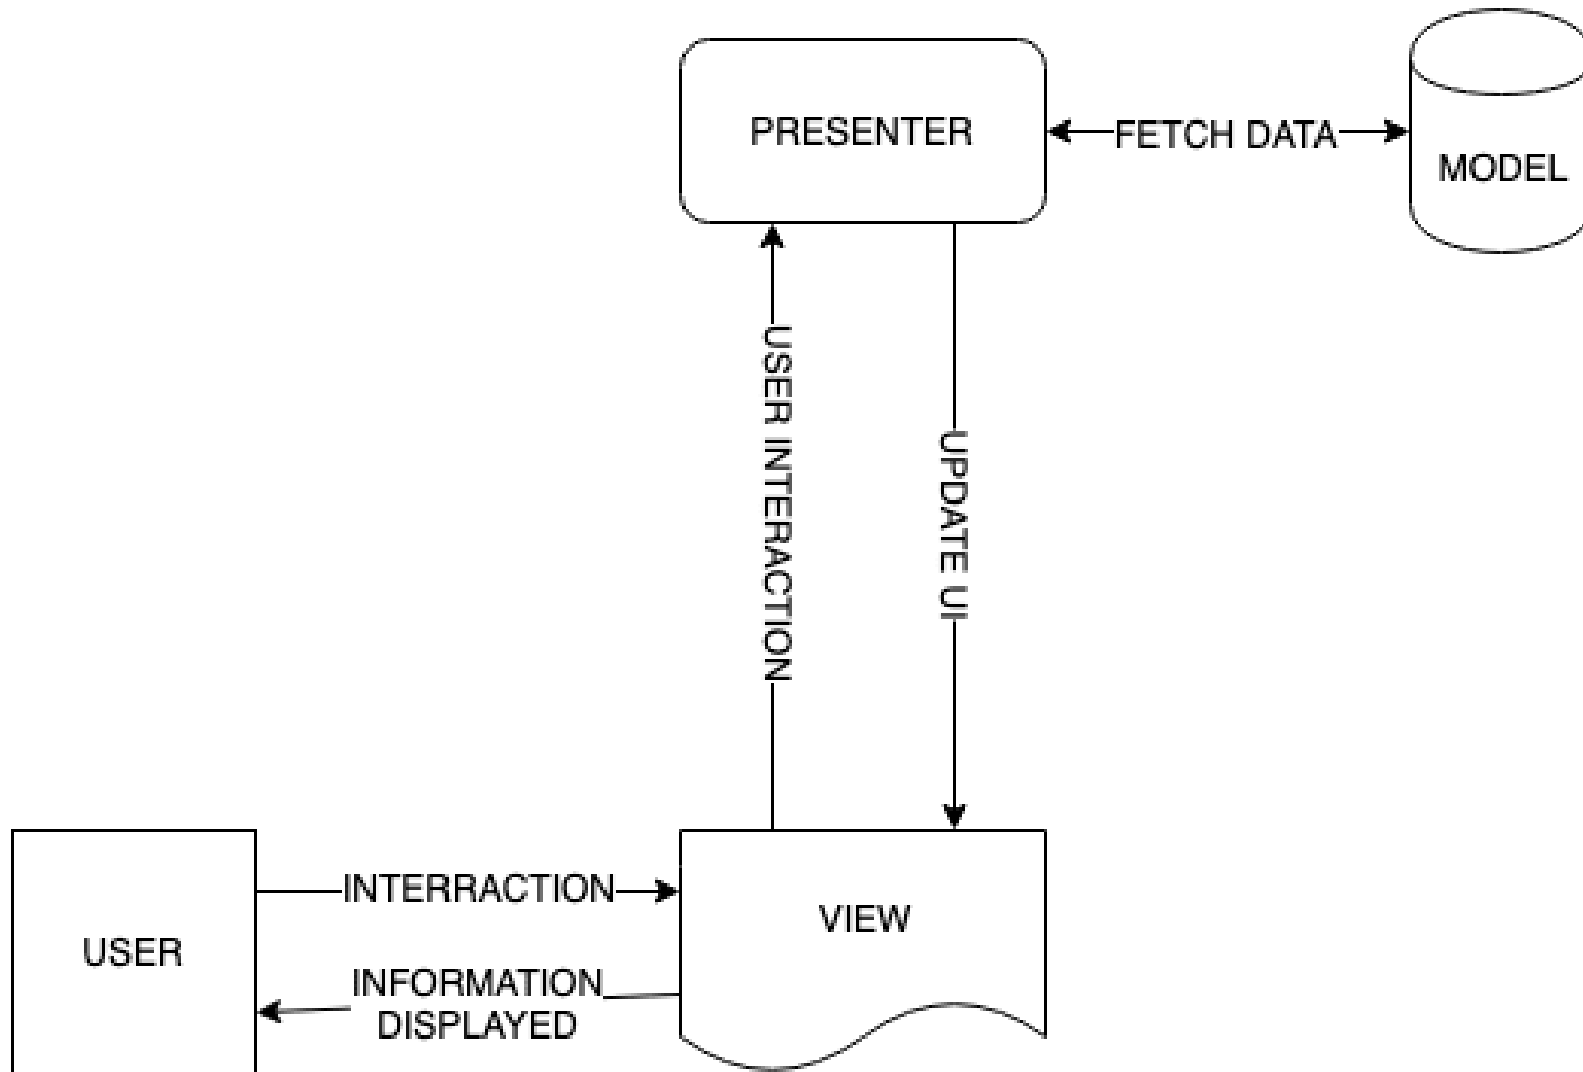 PRESENTER
FETCH DATA
MODEL
USER INTERACTION
UPDATE UI
INTERRACTION
VIEW
USER
INFORMATION
DISPLAYED